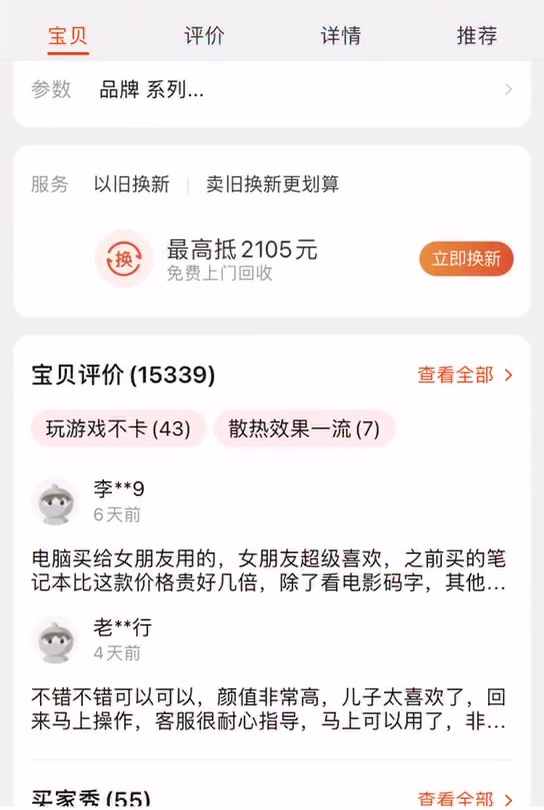 宝贝 评价 详情 推荐
参数 品牌 系列...
服务 以旧换新 卖旧换新更划算
换 最高抵2105元 立即换新
免费上门回收
宝贝评价(15339) 查看全部
玩游戏不卡(43) 散热效果一流(7)
李**9
6天前
电脑买给女朋友用的，女朋友超级喜欢，之前买的笔
记本比这款价格贵好几倍，除了看电影码字，其他...
老**行
4天前
不错不错可以可以，颜值非常高，儿子太喜欢了，回
来马上操作，客服很耐心指导，马上可以用了，非...
买家秀(55) 查看全部